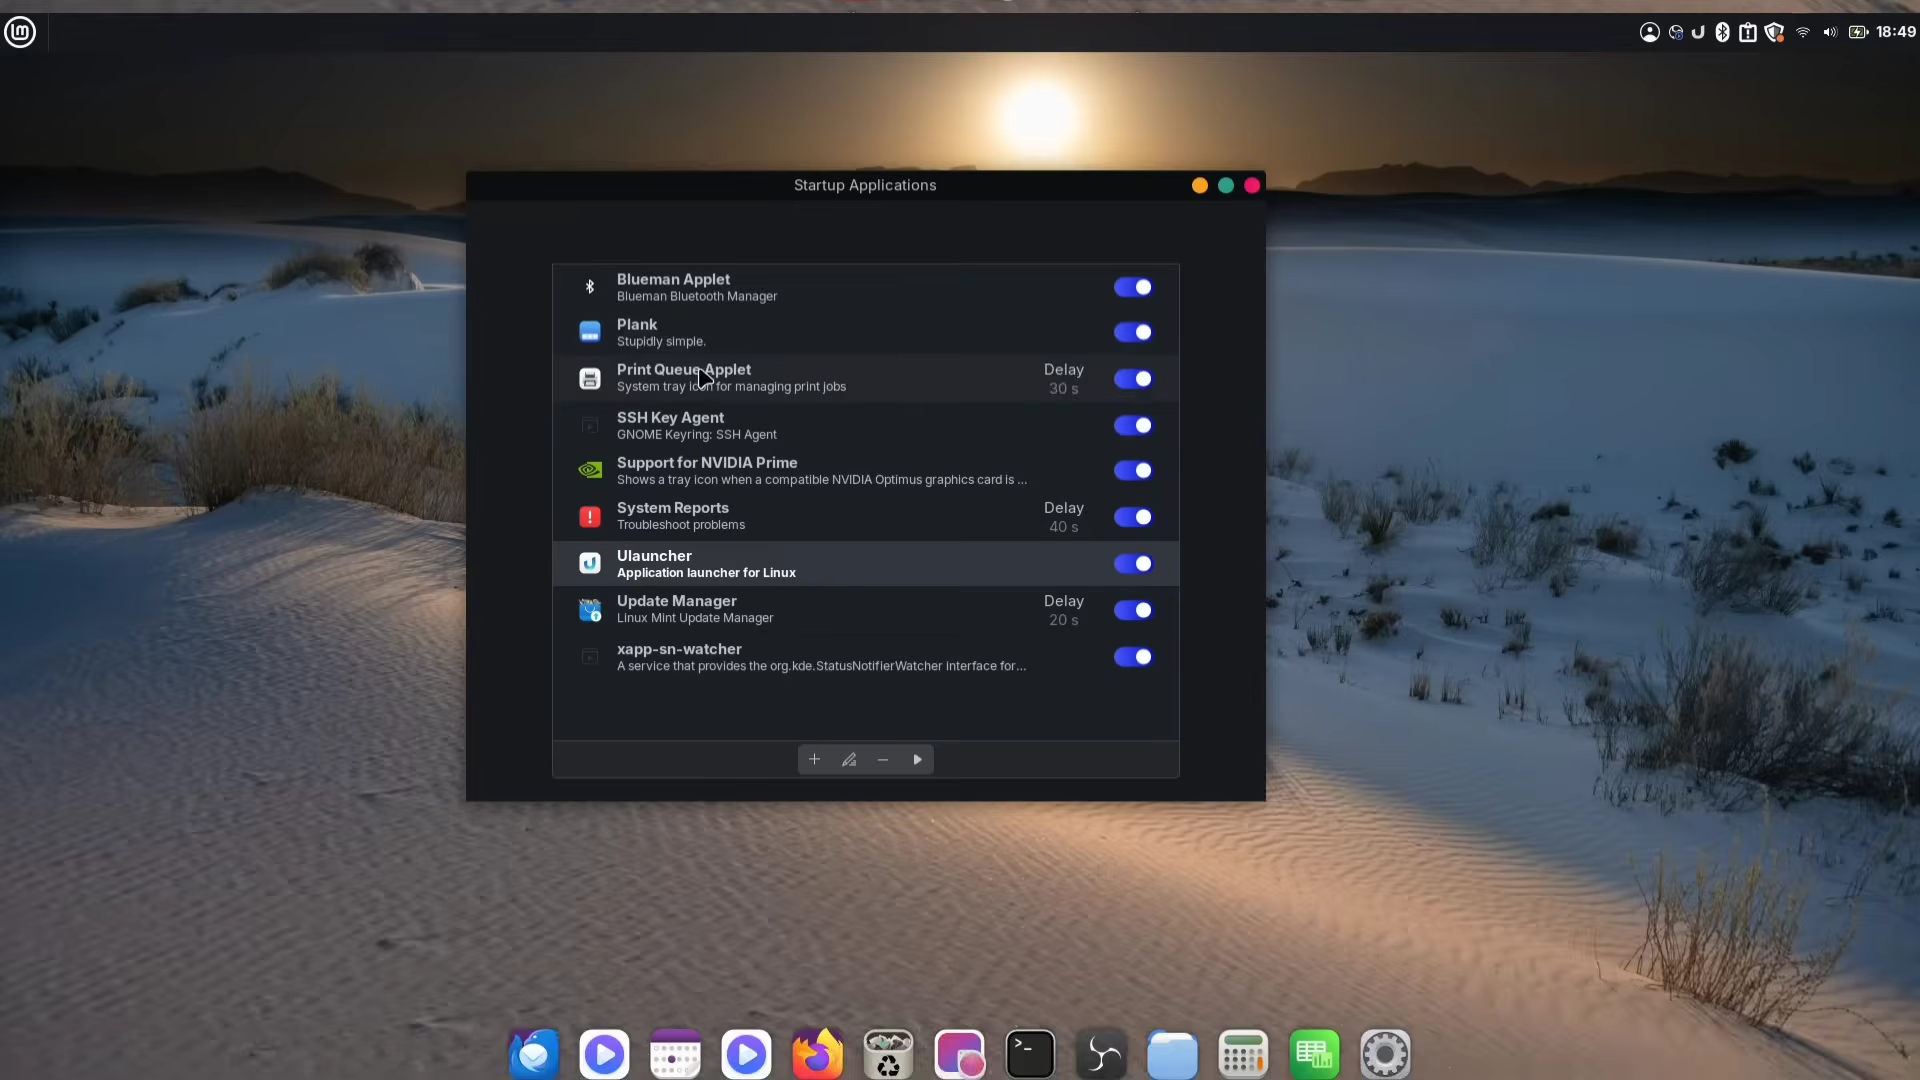 18:49
Startup Applications
Blueman Applet
Blueman Bluetooth Manager
Plank
Stupidly simple.
Print Queue Applet
System tray icon for managing print jobs
Delay
30 s
SSH Key Agent
GNOME Keyring: SSH Agent
Support for NVIDIA Prime
Shows a tray icon when a compatible NVIDIA Optimus graphics card is ...
System Reports
Troubleshoot problems
Delay
40 s
Ulauncher
Application launcher for Linux
Update Manager
Linux Mint Update Manager
Delay
20 s
xapp-sn-watcher
A service that provides the org.kde.StatusNotifierWatcher interface for...